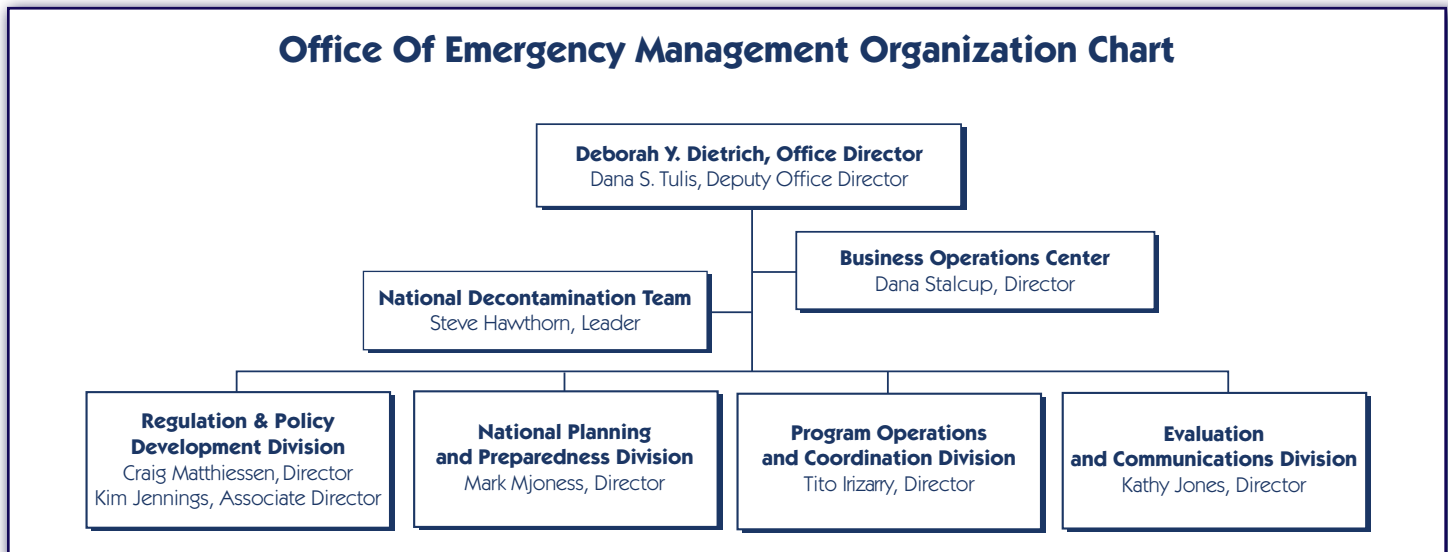 Office Of Emergency Management Organization Chart
Deborah Y. Dietrich, Office Director
Dana S. Tulis, Deputy Office Director
Business Operations Center
Dana Stalcup, Director
National Decontamination Team
Steve Hawthorn, Leader
Regulation & Policy
Development Division
Craig Matthiessen, Director
Kim Jennings, Associate Director
National Planning
and Preparedness Division
Mark Mjoness, Director
Program Operations
and Coordination Division
Tito Irizarry, Director
Evaluation
and Communications Division
Kathy Jones, Director